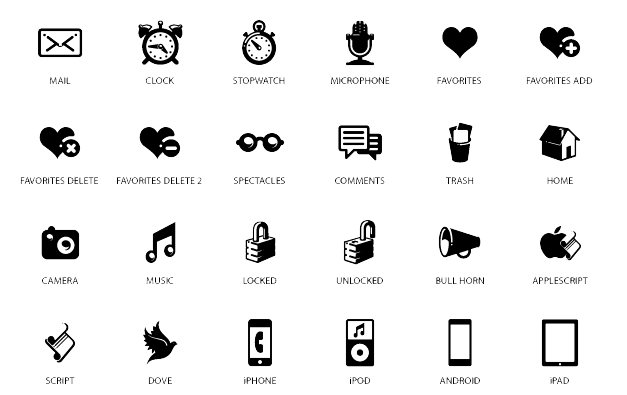 MAIL CLOCK STOPWATCH MICROPHONE FAVORITES FAVORITES ADD
FAVORITES DELETE FAVORITES DELETE 2 SPECTACLES COMMENTS TRASH HOME
CAMERA MUSIC LOCKED UNLOCKED BULL HORN APPLESCRIPT
SCRIPT DOVE iPHONE iPOD ANDROID iPAD